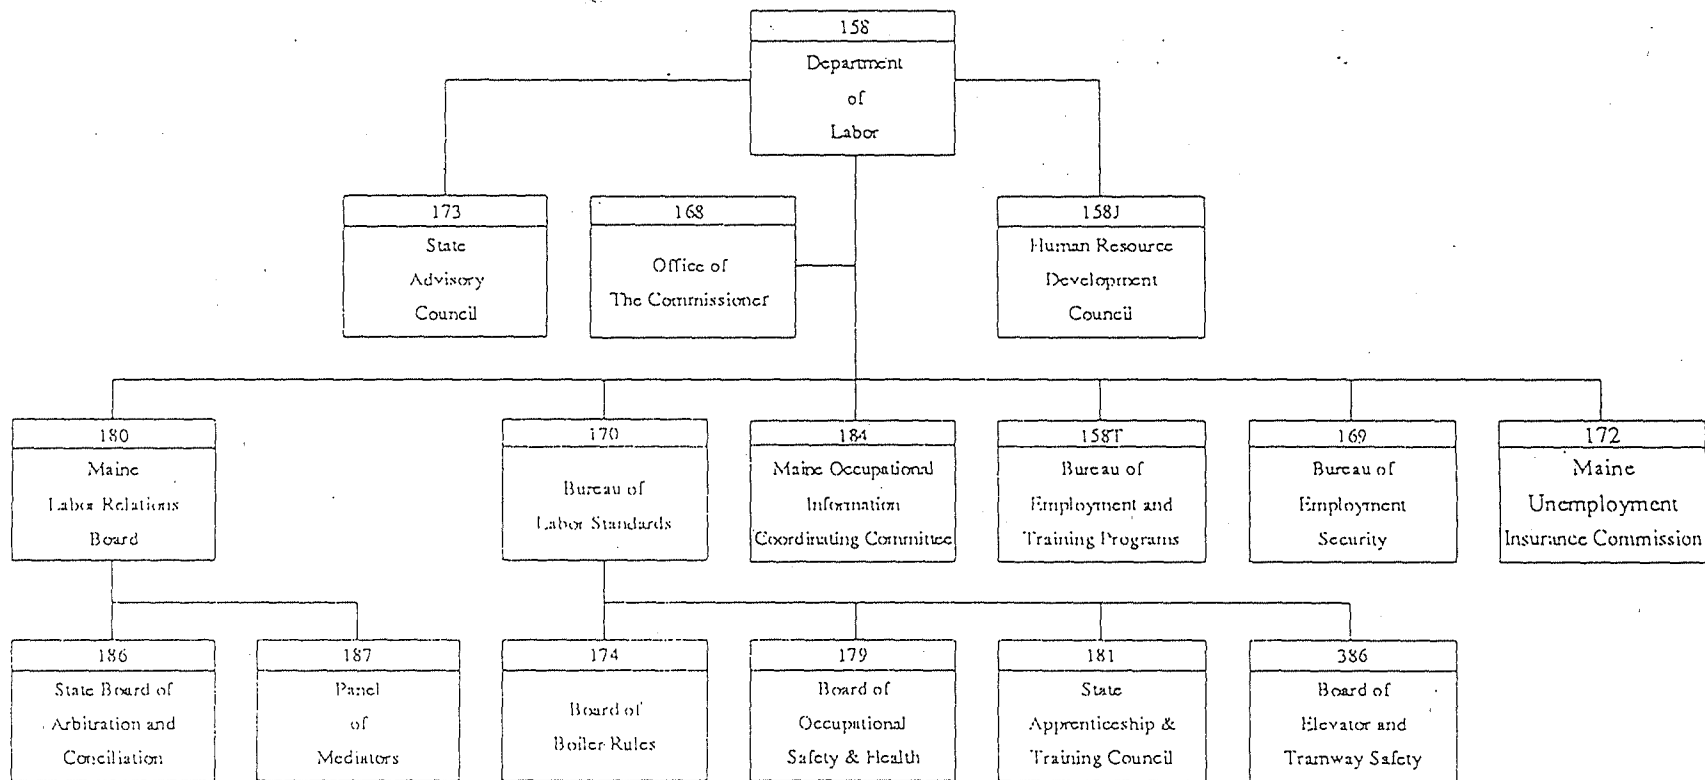 158
Department
of
Labor
173
State
Advisory
Council
168
Office of
The Commissioner
158J
Human Resource
Development
Council
180
Maine
Labor Relations
Board
170
Bureau of
Labor Standards
184
Maine Occupational
Information
Coordinating Committee
158T
Bureau of
Employment and
Training Programs
169
Bureau of
Employment
Security
172
Maine
Unemployment
Insurance Commission
186
State Board of
Arbitration and
Conciliation
187
Panel
of
Mediators
174
Board of
Boiler Rules
179
Board of
Occupational
Safety & Health
181
State
Apprenticeship &
Training Council
386
Board of
Elevator and
Tramway Safety